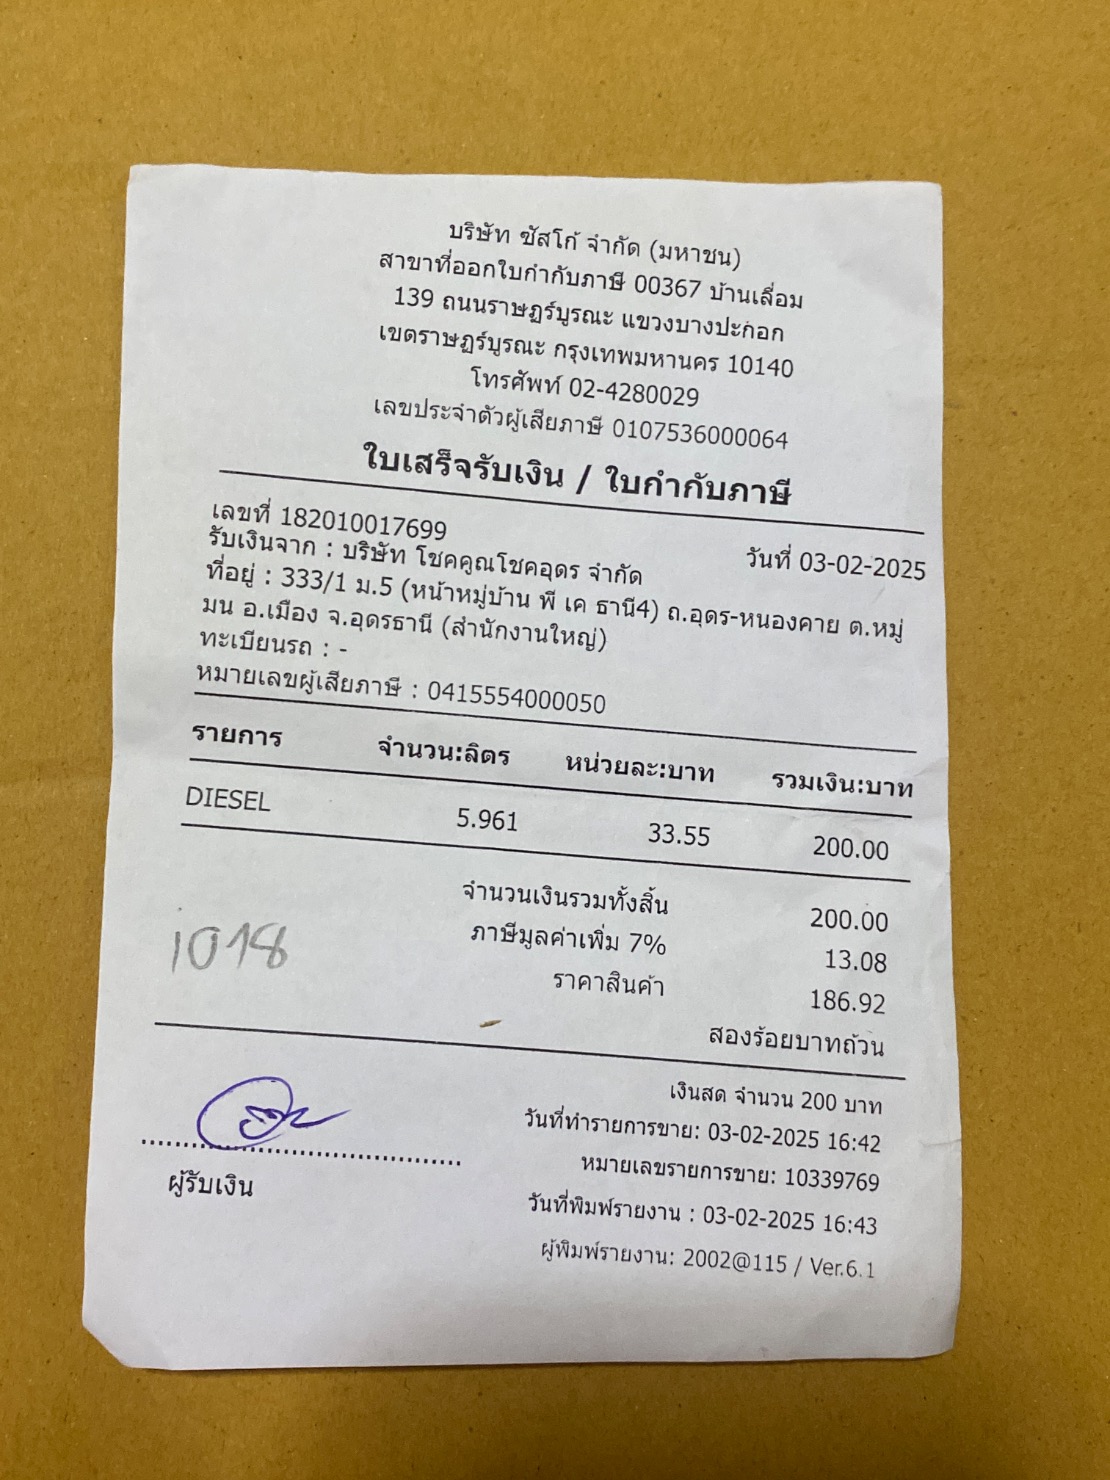 บริษัท ซัสโก้ จำกัด (มหาชน)
สาขาที่ออกใบกำกับภาษี 00367 บ้านเลื่อม
139 ถนนราษฏร์บูรณะ แขวงบางปะกอก
เขตราษฏร์บูรณะ กรุงเทพมหานคร 10140
โทรศัพท์ 02-4280029
เลขประจำตัวผู้เสียภาษี 0107536000064
ใบเสร็จรับเงิน / ใบกำกับภาษี
เลขที่ 182010017699 วันที่ 03-02-2025
รับเงินจาก : บริษัท โชคคูณโชคอุดร จำกัด
ที่อยู่ : 333/1 ม.5 (หน้าหมู่บ้าน พี เค ธานี4) ถ.อุดร-หนองคาย ต.หมู่
มน อ.เมือง จ.อุดรธานี (สำนักงานใหญ่)
ทะเบียนรถ : -
หมายเลขผู้เสียภาษี : 0415554000050
รายการ จำนวน:ลิตร หน่วยละ:บาท รวมเงิน:บาท
DIESEL 5.961 33.55 200.00
จำนวนเงินรวมทั้งสิ้น 200.00
ภาษีมูลค่าเพิ่ม 7% 13.08
ราคาสินค้า 186.92
สองร้อยบาทถ้วน
เงินสด จำนวน 200 บาท
วันที่ทำรายการขาย: 03-02-2025 16:42
หมายเลขรายการขาย: 10339769
วันที่พิมพ์รายงาน : 03-02-2025 16:43
ผู้พิมพ์รายงาน: 2002@115 / Ver.6.1
ผู้รับเงิน